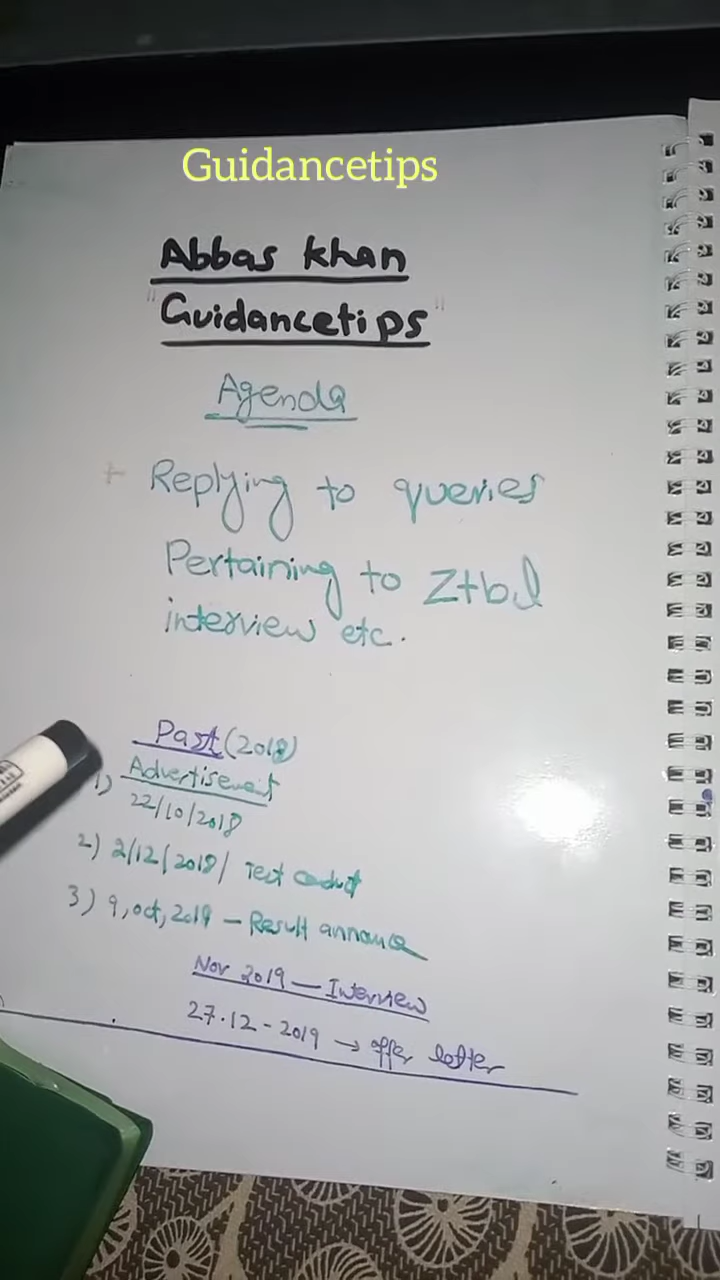 Guidancetips
Abbas Khan
"Guidancetips"
Agenda
+ Replying to queries
Pertaining to Ztbl
interview etc.
Past (2018)
1) Advertisement
22/10/2018
2) 2/12/2018/ Test conduct
3) 9, oct, 2019 - Result announce
Nov 2019 - Interview
27.12-2019 → offer letter